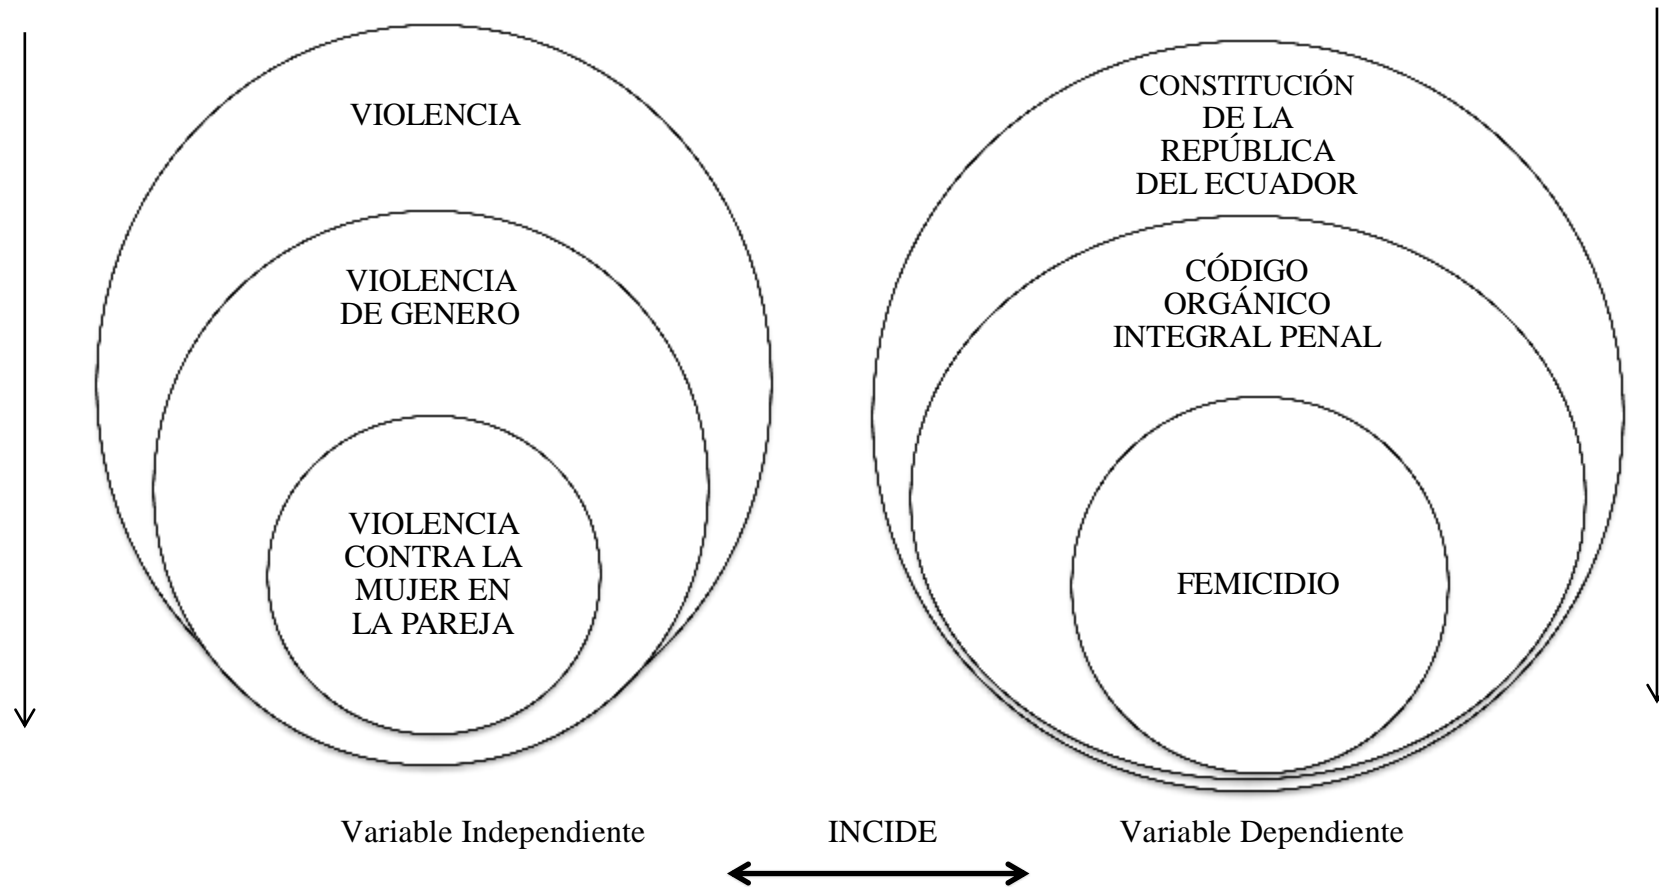 VIOLENCIA
VIOLENCIA
DE GENERO
VIOLENCIA
CONTRA LA
MUJER EN
LA PAREJA
CONSTITUCIÓN
DE LA
REPÚBLICA
DEL ECUADOR
CÓDIGO
ORGÁNICO
INTEGRAL PENAL
FEMICIDIO
Variable Independiente
INCIDE
Variable Dependiente